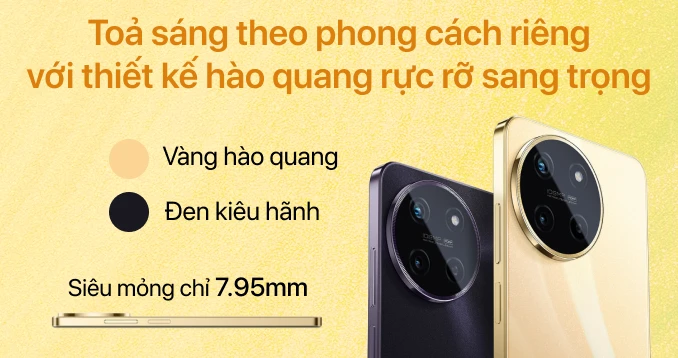 Toả sáng theo phong cách riêng
với thiết kế hào quang rực rỡ sang trọng
Vàng hào quang
Đen kiêu hãnh
Siêu mỏng chỉ 7.95mm